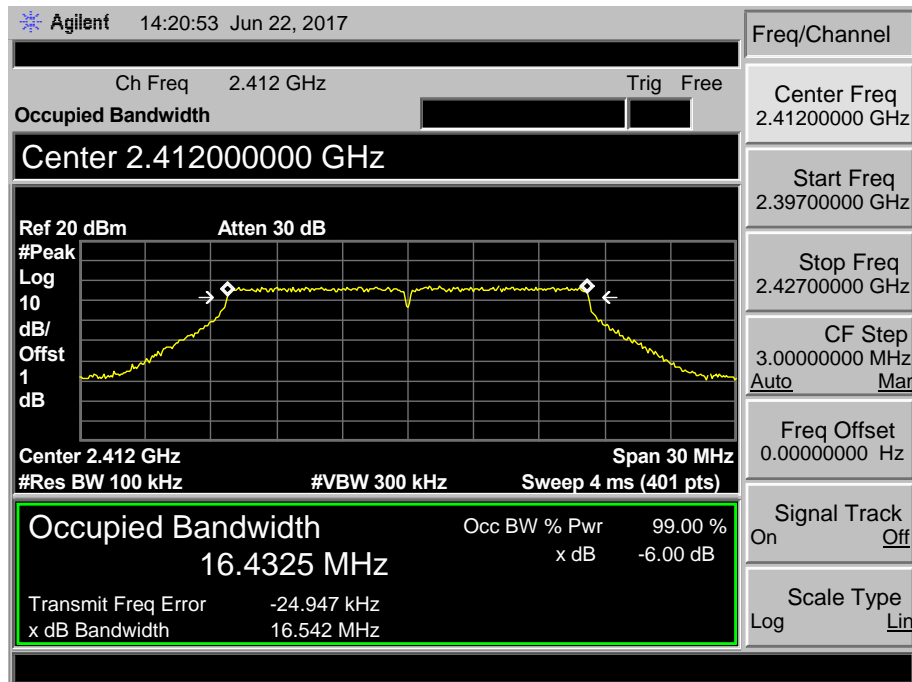 Agilent 14:20:53 Jun 22, 2017
Freq/Channel
Ch Freq 2.412 GHz Trig Free
Occupied Bandwidth
Center 2.412000000 GHz
Ref 20 dBm Atten 30 dB
#Peak
Log
10
dB/
Offst
1
dB
Center 2.412 GHz Span 30 MHz
#Res BW 100 kHz #VBW 300 kHz Sweep 4 ms (401 pts)
Occupied Bandwidth Occ BW % Pwr 99.00 %
16.4325 MHz x dB -6.00 dB
Transmit Freq Error -24.947 kHz
x dB Bandwidth 16.542 MHz
Center Freq
2.41200000 GHz
Start Freq
2.39700000 GHz
Stop Freq
2.42700000 GHz
CF Step
3.00000000 MHz
Auto Man
Freq Offset
0.00000000 Hz
Signal Track
On Off
Scale Type
Log Lin